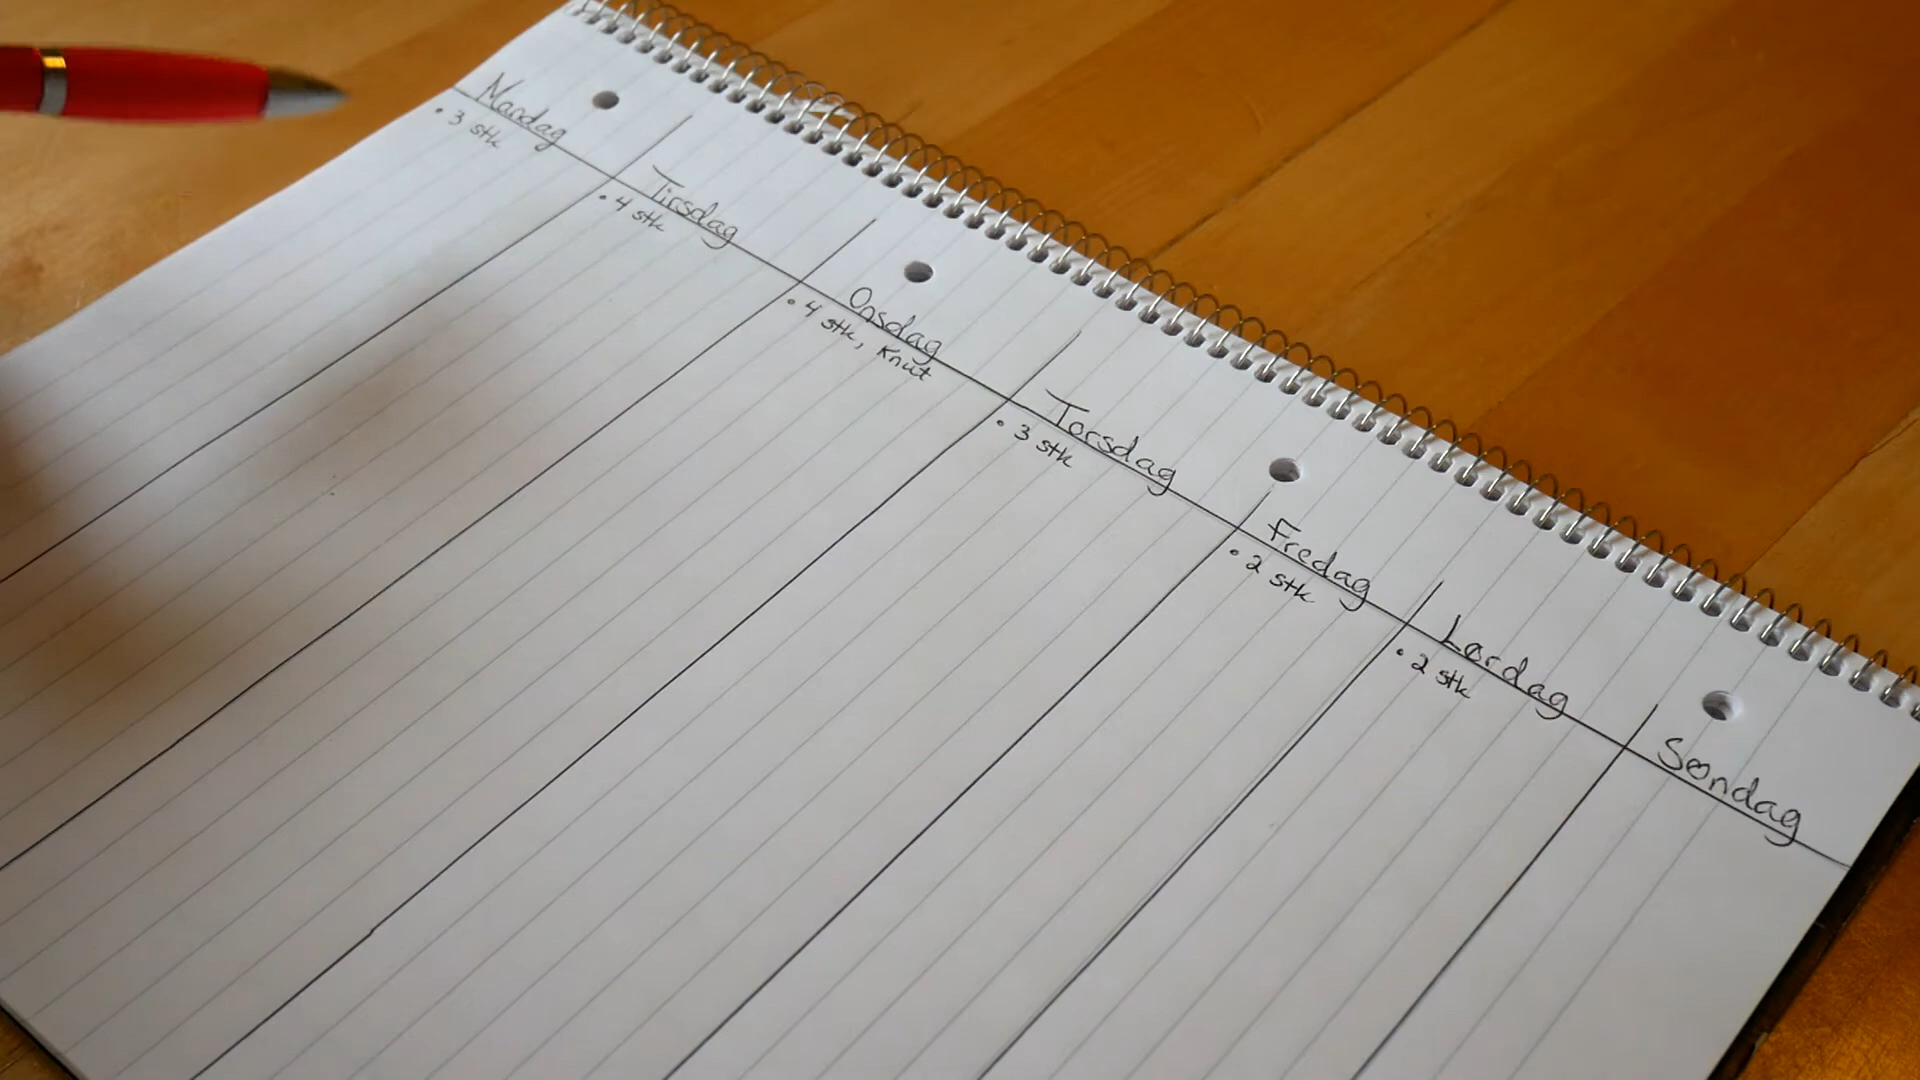 Mandag
• 3 stk
Tirsdag
• 4 stk
Onsdag
• 4 stk, Knut
Torsdag
• 3 stk
Fredag
• 2 stk
Lørdag
• 2 stk
Søndag